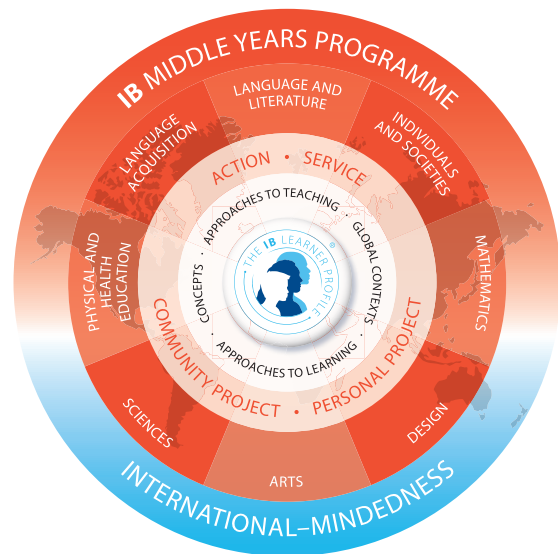 IB MIDDLE YEARS PROGRAMME
LANGUAGE AND
LITERATURE
INDIVIDUALS
AND SOCIETIES
MATHEMATICS
DESIGN
ARTS
SCIENCES
PHYSICAL AND
HEALTH
EDUCATION
LANGUAGE
ACQUISITION
ACTION • SERVICE
PERSONAL PROJECT
•
COMMUNITY PROJECT
APPROACHES TO TEACHING ·
GLOBAL CONTEXTS ·
APPROACHES TO LEARNING ·
CONCEPTS ·
THE IB LEARNER PROFILE ®
INTERNATIONAL–MINDEDNESS